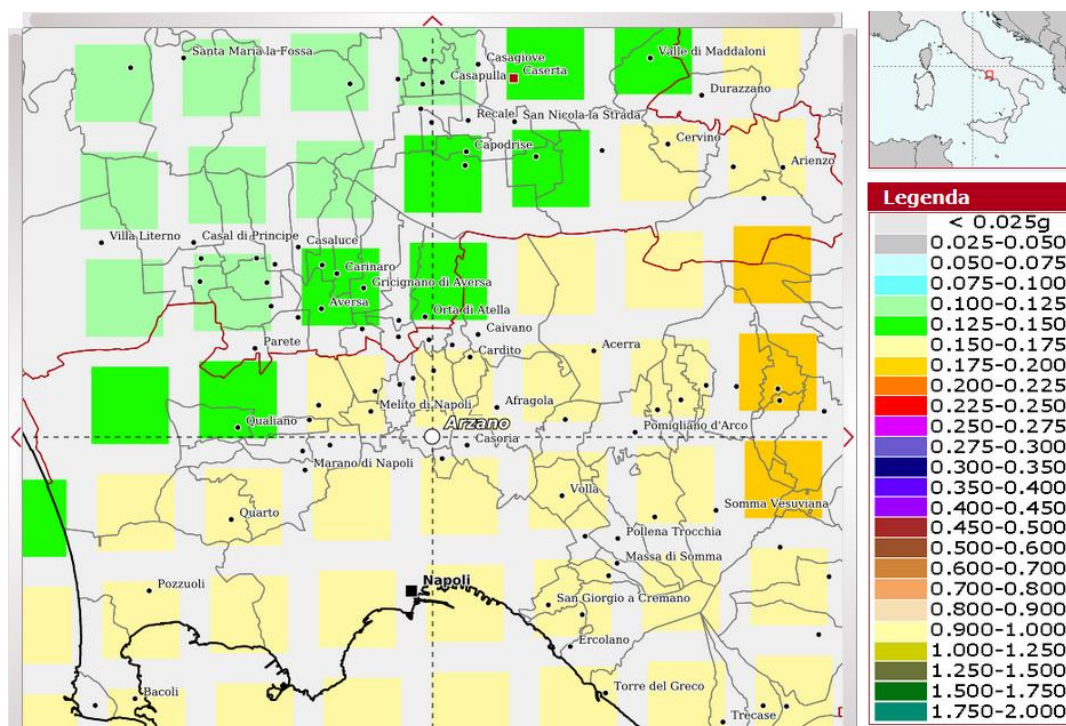 Santa Maria la Fossa
Casagiove
Valle di Maddaloni
Casapulla
Caserta
Durazzano
Recale
San Nicola la Strada
Capodrise
Cervino
Arienzo
Villa Literno
Casal di Principe
Casaluce
Carinaro
Gricignano di Aversa
Aversa
Orta di Atella
Caivano
Parete
Cardito
Acerra
Melito di Napoli
Afragola
Qualiano
Arzano
Pomigliano d'Arco
Casoria
Marano di Napoli
Volla
Somma Vesuviana
Quarto
Pollena Trocchia
Massa di Somma
Pozzuoli
Napoli
San Giorgio a Cremano
Ercolano
Bacoli
Torre del Greco
Trecase
Legenda
< 0.025g
0.025-0.050
0.050-0.075
0.075-0.100
0.100-0.125
0.125-0.150
0.150-0.175
0.175-0.200
0.200-0.225
0.225-0.250
0.250-0.275
0.275-0.300
0.300-0.350
0.350-0.400
0.400-0.450
0.450-0.500
0.500-0.600
0.600-0.700
0.700-0.800
0.800-0.900
0.900-1.000
1.000-1.250
1.250-1.500
1.500-1.750
1.750-2.000